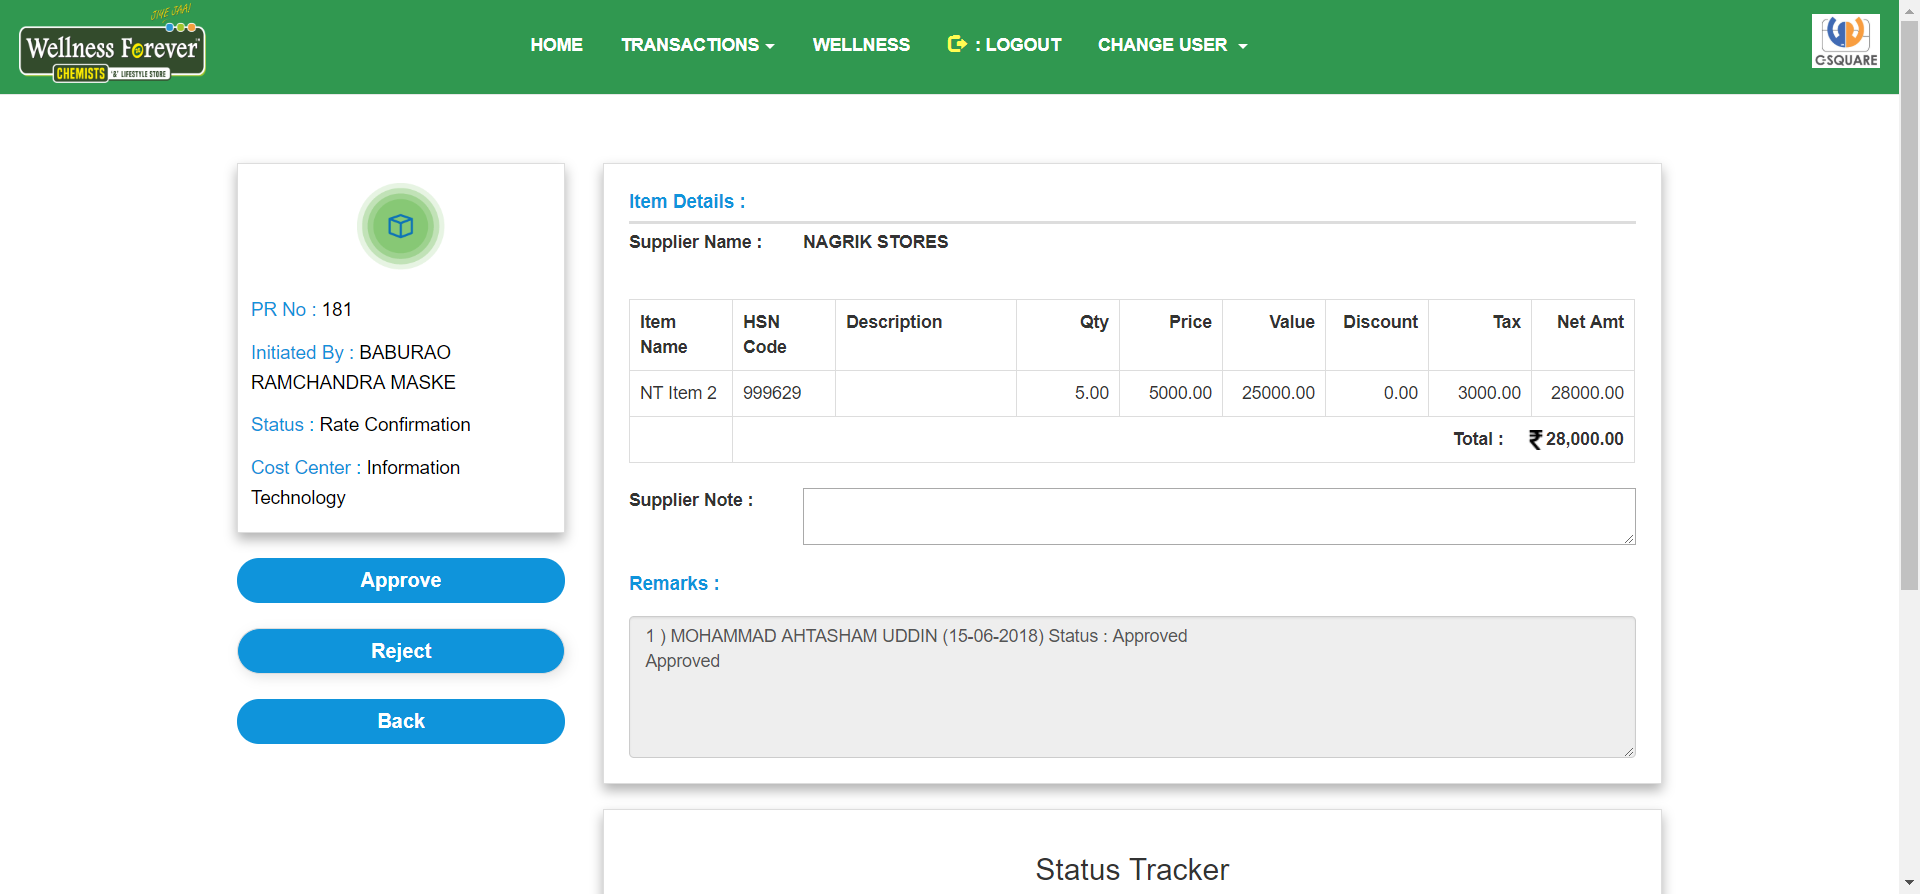 JIYE JAAI
Wellness Forever
CHEMISTS '&' LIFESTYLE STORE
HOME
TRANSACTIONS
WELLNESS
: LOGOUT
CHANGE USER
C-SQUARE
PR No : 181
Initiated By : BABURAO
RAMCHANDRA MASKE
Status : Rate Confirmation
Cost Center : Information
Technology
Approve
Reject
Back
Item Details :
Supplier Name : NAGRIK STORES
Item Name HSN Code Description Qty Price Value Discount Tax Net Amt
NT Item 2 999629 5.00 5000.00 25000.00 0.00 3000.00 28000.00
Total : ₹ 28,000.00
Supplier Note :
Remarks :
1 ) MOHAMMAD AHTASHAM UDDIN (15-06-2018) Status : Approved
Approved
Status Tracker